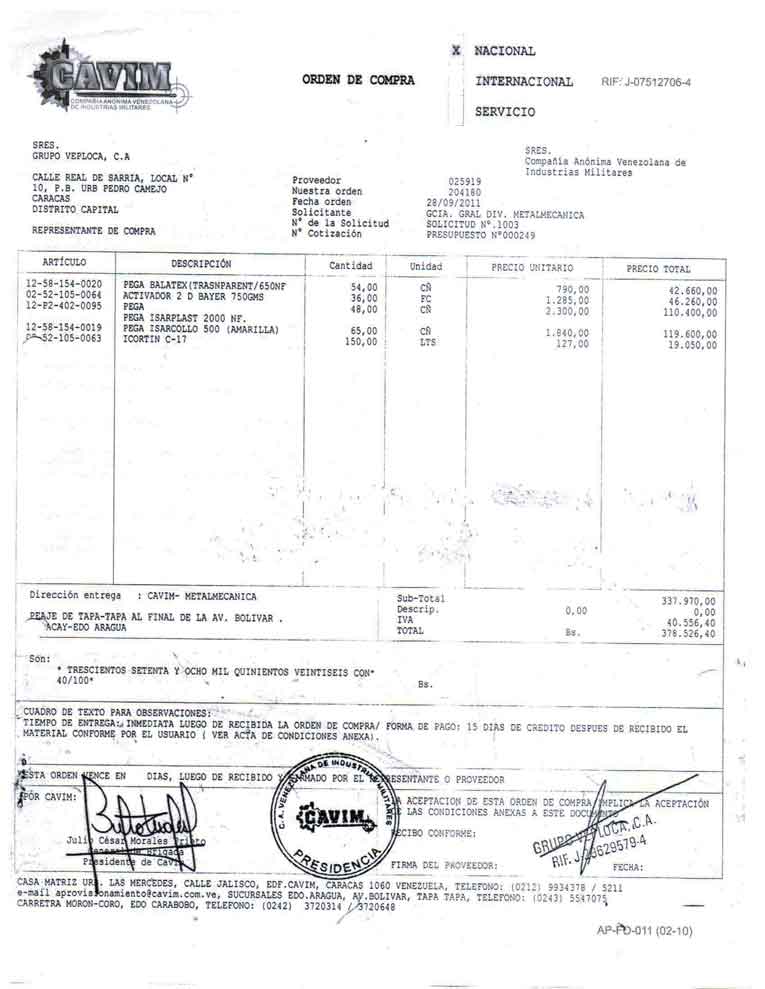 CAVIM
COMPAÑIA ANONIMA VENEZOLANA
DE INDUSTRIAS MILITARES
ORDEN DE COMPRA
X NACIONAL
INTERNACIONAL
SERVICIO
RIF: J-07512706-4
SRES.
GRUPO VEPLOCA, C.A
CALLE REAL DE SARRIA, LOCAL N°
10, P.B. URB PEDRO CAMEJO
CARACAS
DISTRITO CAPITAL
REPRESENTANTE DE COMPRA
SRES.
Compañía Anónima Venezolana de
Industrias Militares
Proveedor 025919
Nuestra orden 204180
Fecha orden 28/09/2011
Solicitante GCIA. GRAL DIV. METALMECANICA
N° de la Solicitud SOLICITUD N°.1003
N° Cotización PRESUPUESTO N°000249
ARTÍCULO DESCRIPCIÓN Cantidad Unidad PRECIO UNITARIO PRECIO TOTAL
12-58-154-0020 PEGA BALATEX(TRASNPARENT/650NF 54,00 CÑ 790,00 42.660,00
02-52-105-0064 ACTIVADOR 2 D BAYER 750GMS 36,00 FC 1.285,00 46.260,00
12-P2-402-0095 PEGA 48,00 CÑ 2.300,00 110.400,00
PEGA ISARPLAST 2000 NF.
12-58-154-0019 PEGA ISARCOLLO 500 (AMARILLA) 65,00 CÑ 1.840,00 119.600,00
52-105-0063 ICORTIN C-17 150,00 LTS 127,00 19.050,00
Dirección entrega : CAVIM- METALMECANICA
PEAJE DE TAPA-TAPA AL FINAL DE LA AV. BOLIVAR .
ACAY-EDO ARAGUA
Sub-Total 337.970,00
Descrip. 0,00 0,00
IVA 40.556,40
TOTAL Bs. 378.526,40
Son:
* TRESCIENTOS SETENTA Y OCHO MIL QUINIENTOS VEINTISEIS CON*
40/100*
Bs.
CUADRO DE TEXTO PARA OBSERVACIONES:
TIEMPO DE ENTREGA: INMEDIATA LUEGO DE RECIBIDA LA ORDEN DE COMPRA/ FORMA DE PAGO: 15 DIAS DE CREDITO DESPUES DE RECIBIDO EL
MATERIAL CONFORME POR EL USUARIO ( VER ACTA DE CONDICIONES ANEXA).
ESTA ORDEN VENCE EN DIAS, LUEGO DE RECIBIDO Y FIRMADO POR EL REPRESENTANTE O PROVEEDOR
POR CAVIM:
Julio César Morales Prieto
General de Brigada
Presidente de Cavim
C.A. VENEZOLANA DE INDUSTRIAS MILITARES
CAVIM
PRESIDENCIA
LA ACEPTACION DE ESTA ORDEN DE COMPRA IMPLICA LA ACEPTACIÓN
DE LAS CONDICIONES ANEXAS A ESTE DOCUMENTO
RECIBO CONFORME:
GRUPO VEPLOCA, C.A.
RIF. J-29629579-4
FIRMA DEL PROVEEDOR: FECHA:
CASA MATRIZ URB. LAS MERCEDES, CALLE JALISCO, EDF.CAVIM, CARACAS 1060 VENEZUELA, TELEFONO: (0212) 9934378 / 5211
e-mail aprovisionamiento@cavim.com.ve, SUCURSALES EDO.ARAGUA, AV.BOLIVAR, TAPA TAPA, TELEFONO: (0243) 5547075
CARRETRA MORON-CORO, EDO CARABOBO, TELEFONO: (0242) 3720314 / 3720648
AP-FO-011 (02-10)